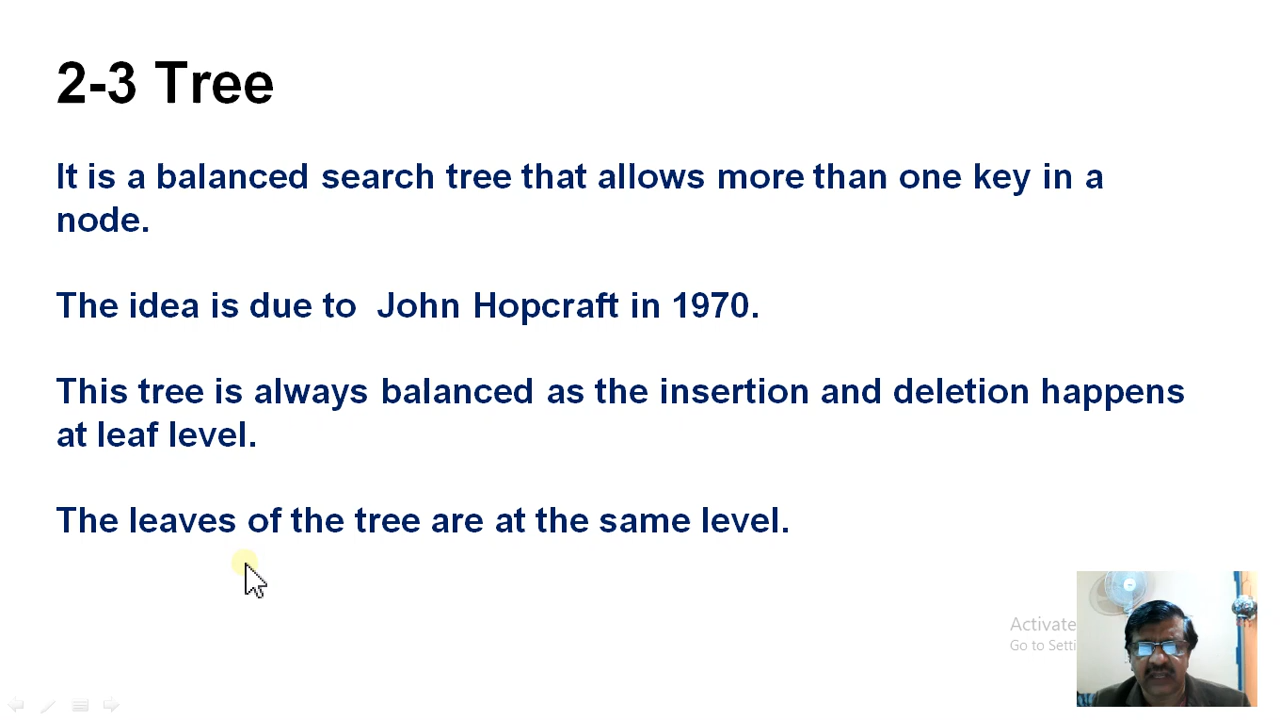 2-3 Tree
It is a balanced search tree that allows more than one key in a
node.
The idea is due to John Hopcraft in 1970.
This tree is always balanced as the insertion and deletion happens
at leaf level.
The leaves of the tree are at the same level.
Activate
Go to Setti